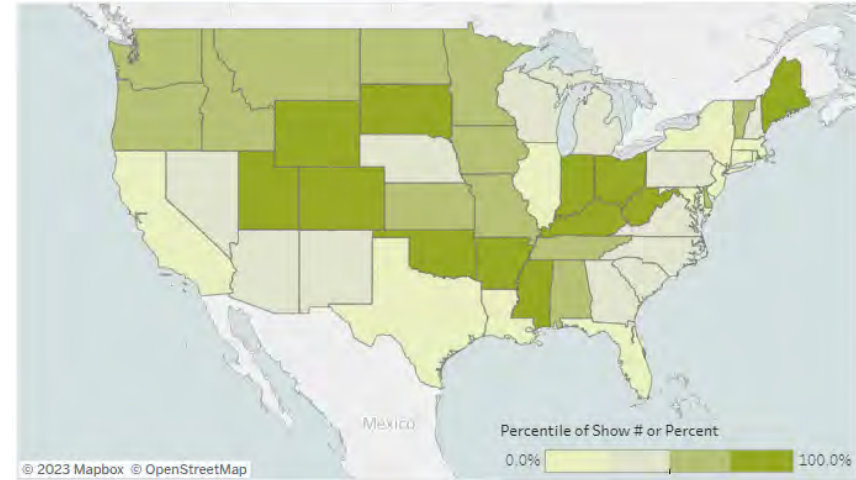 Mexico
Percentile of Show # or Percent
0.0% 100.0%
© 2023 Mapbox © OpenStreetMap